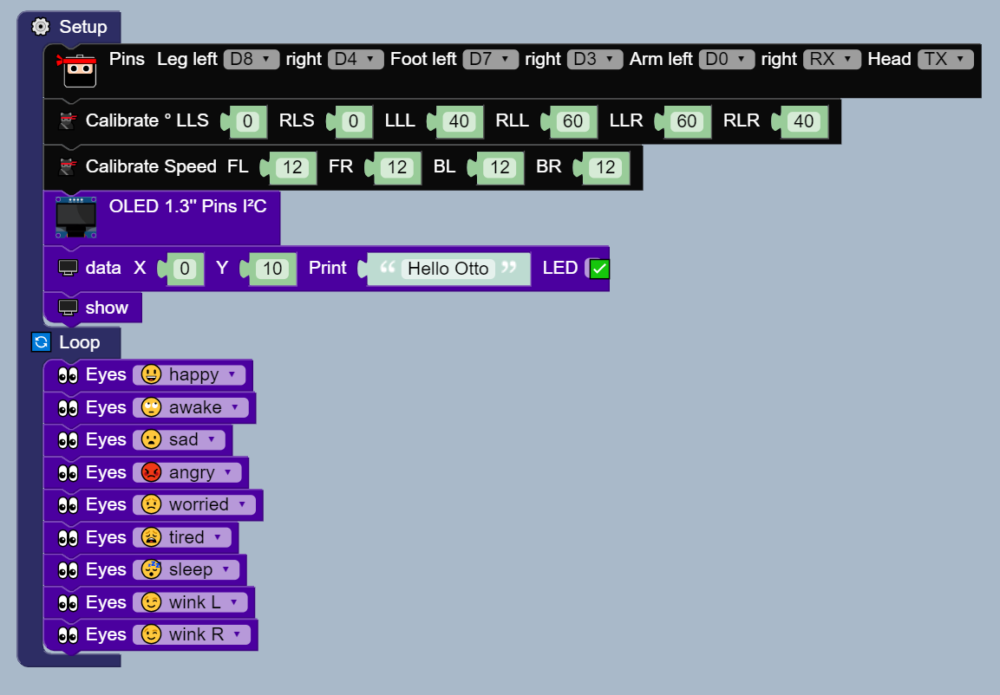 Setup
Pins Leg left D8 right D4 Foot left D7 right D3 Arm left D0 right RX Head TX
Calibrate ° LLS 0 RLS 0 LLL 40 RLL 60 LLR 60 RLR 40
Calibrate Speed FL 12 FR 12 BL 12 BR 12
OLED 1.3" Pins I²C
data X 0 Y 10 Print “ Hello Otto ” LED
show
Loop
Eyes happy
Eyes awake
Eyes sad
Eyes angry
Eyes worried
Eyes tired
Eyes sleep
Eyes wink L
Eyes wink R